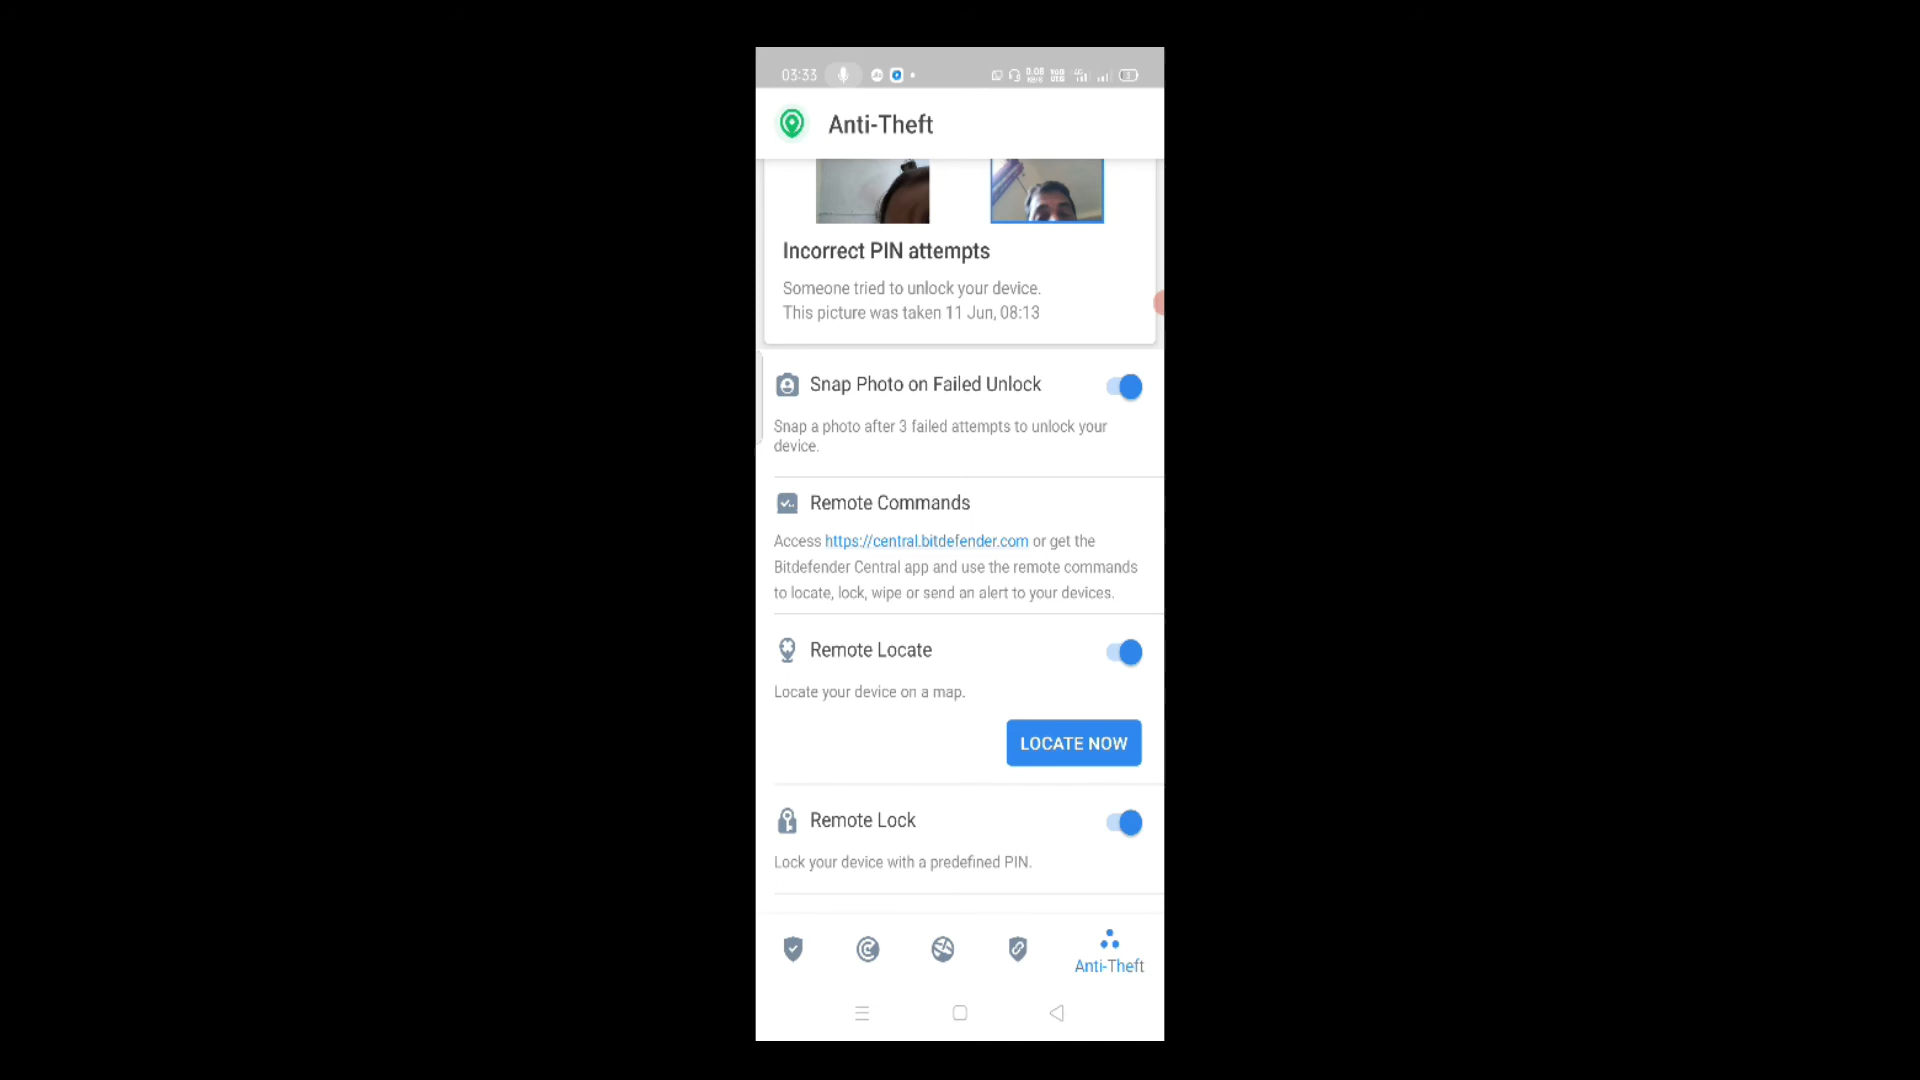 03:33
Anti-Theft
Incorrect PIN attempts
Someone tried to unlock your device.
This picture was taken 11 Jun, 08:13
Snap Photo on Failed Unlock
Snap a photo after 3 failed attempts to unlock your
device.
Remote Commands
Access https://central.bitdefender.com or get the
Bitdefender Central app and use the remote commands
to locate, lock, wipe or send an alert to your devices.
Remote Locate
Locate your device on a map.
LOCATE NOW
Remote Lock
Lock your device with a predefined PIN.
Anti-Theft